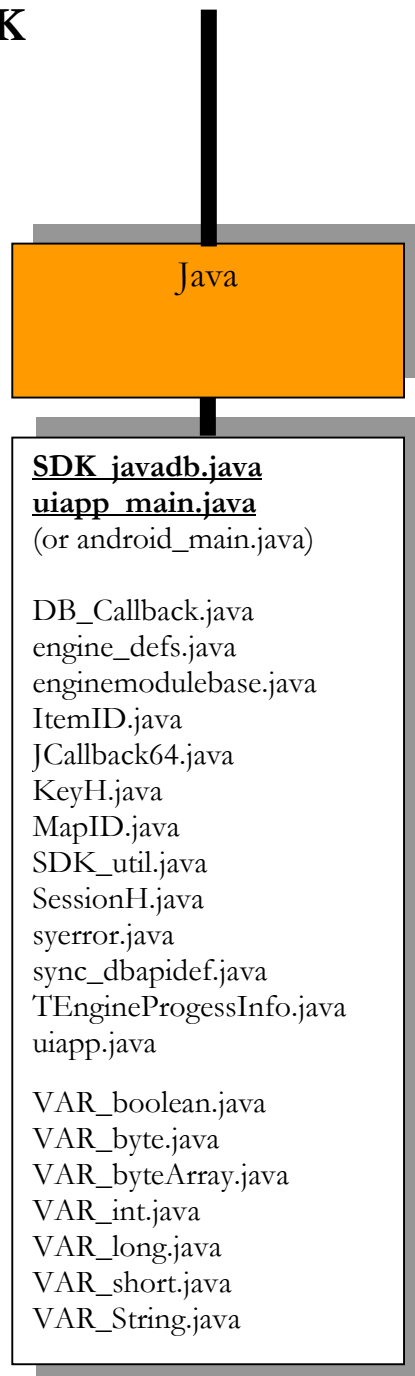 K
Java
SDK_javadb.java
uiapp_main.java
(or android_main.java)
DB_Callback.java
engine_defs.java
enginemodulebase.java
ItemID.java
JCallback64.java
KeyH.java
MapID.java
SDK_util.java
SessionH.java
syerror.java
sync_dbapidef.java
TEngineProgessInfo.java
uiapp.java
VAR_boolean.java
VAR_byte.java
VAR_byteArray.java
VAR_int.java
VAR_long.java
VAR_short.java
VAR_String.java